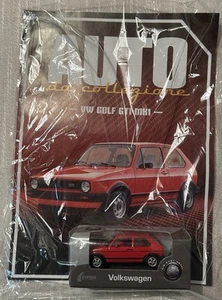 AUTO
da collezione
VW GOLF GTI MK1
Volkswagen